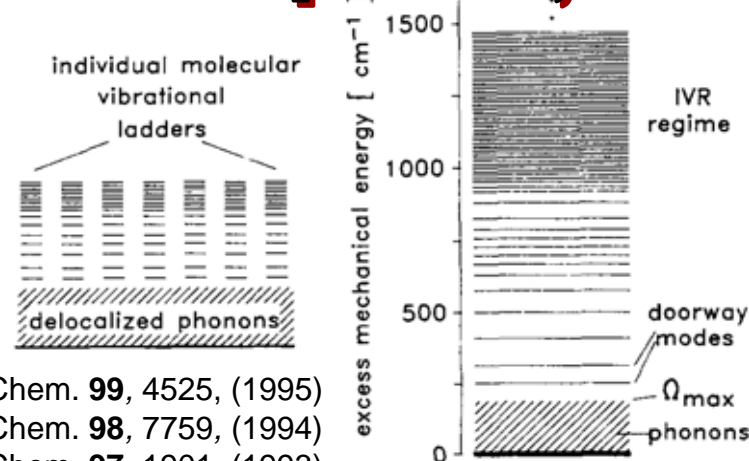 individual molecular
vibrational
ladders
delocalized phonons
Chem. 99, 4525, (1995)
Chem. 98, 7759, (1994)
excess mechanical energy [ cm⁻¹ ]
1500
1000
500
0
IVR
regime
doorway
modes
Ωmax
phonons